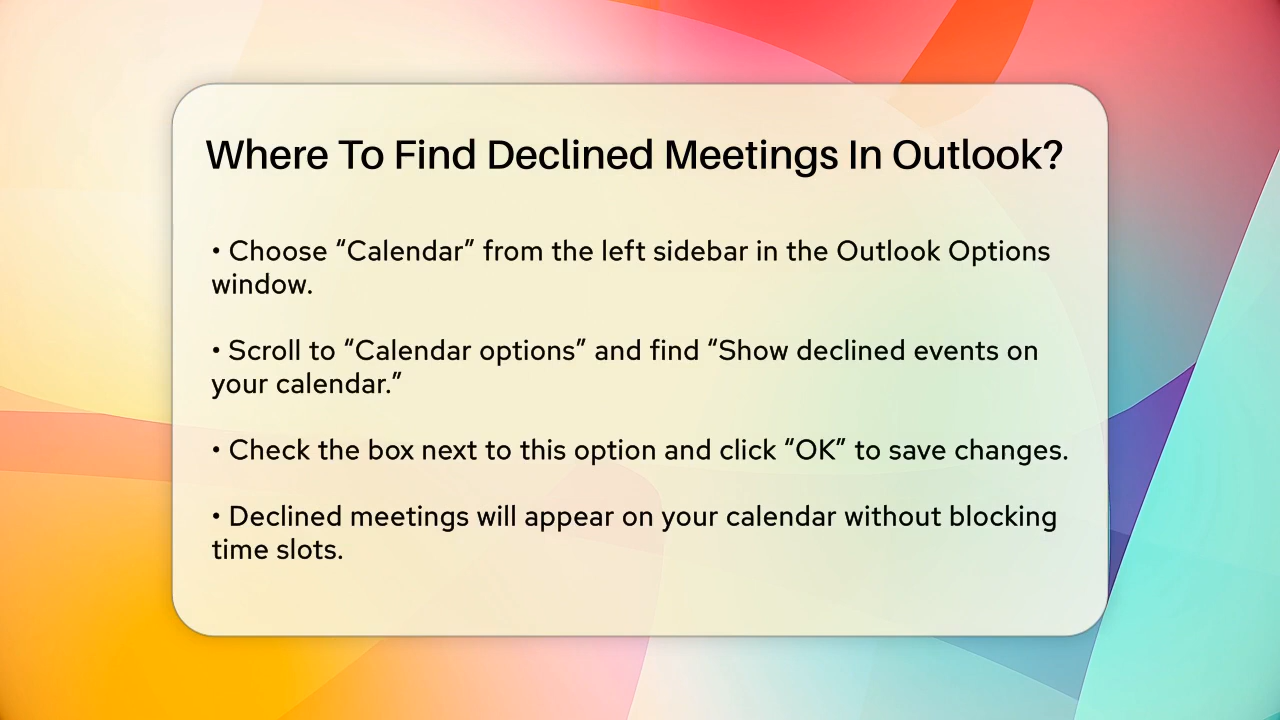 Where To Find Declined Meetings In Outlook?
• Choose “Calendar” from the left sidebar in the Outlook Options
window.
• Scroll to “Calendar options” and find “Show declined events on
your calendar.”
• Check the box next to this option and click “OK” to save changes.
• Declined meetings will appear on your calendar without blocking
time slots.